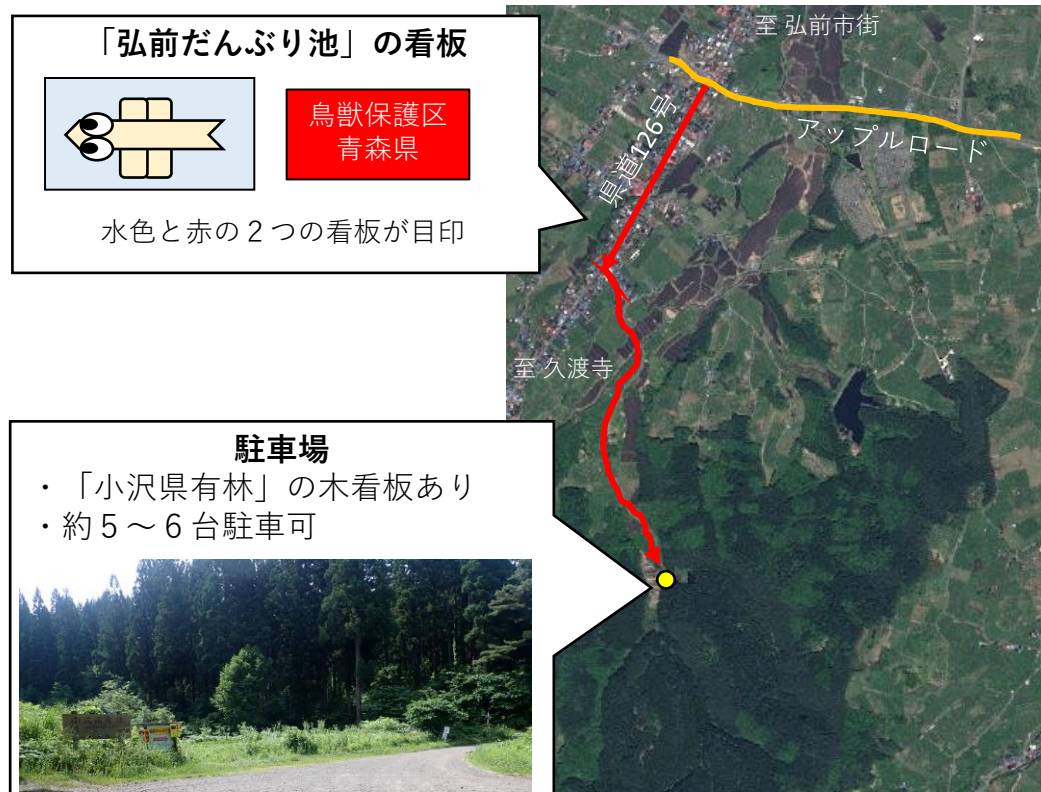 「弘前だんぶり池」の看板
鳥獣保護区
青森県
水色と赤の２つの看板が目印
至 弘前市街
アップルロード
県道126号
至 久渡寺
駐車場
・「小沢県有林」の木看板あり
・約５～６台駐車可